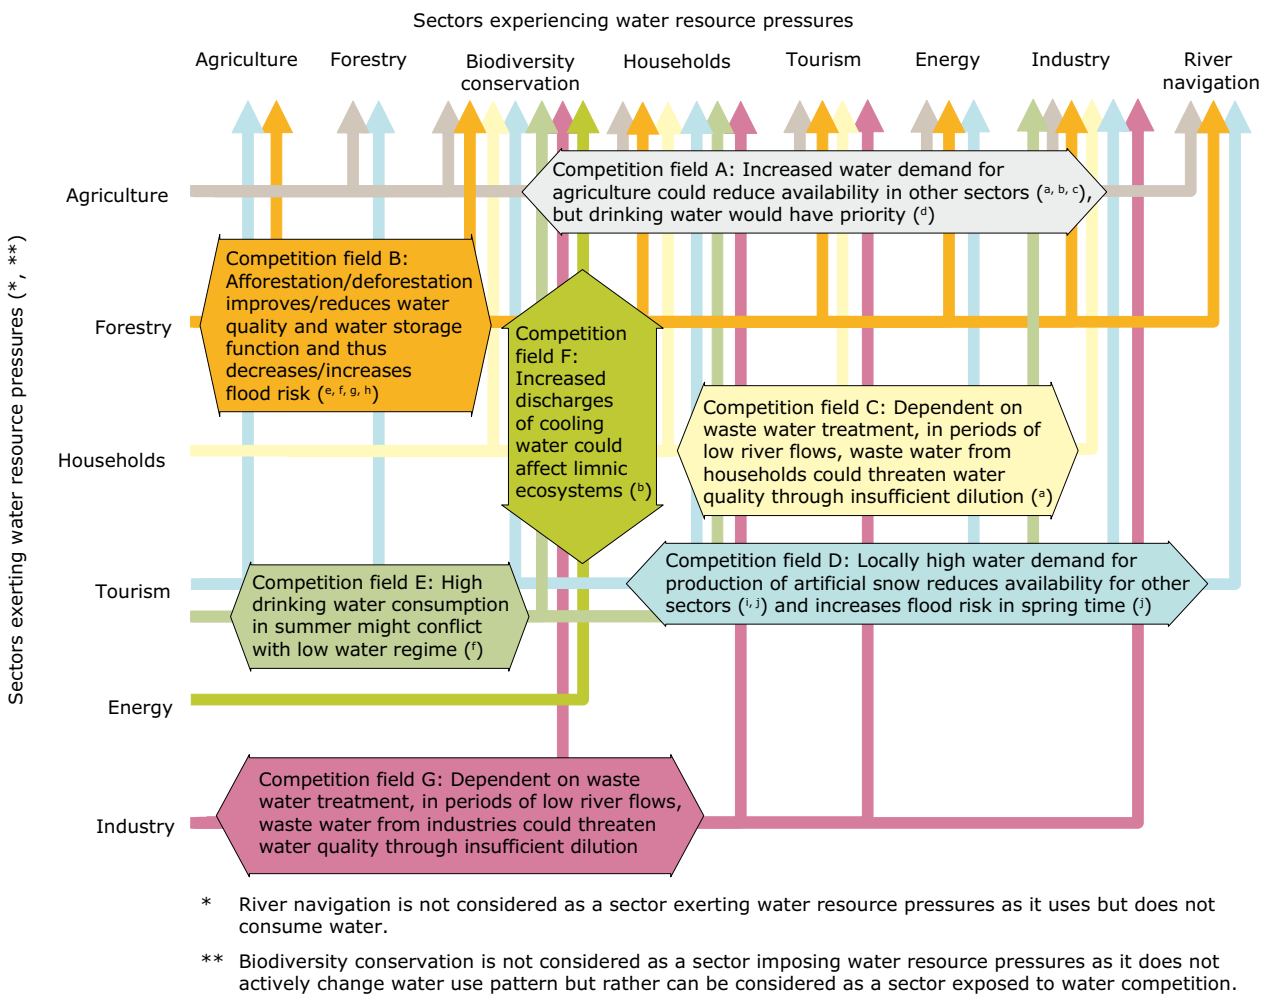 Sectors experiencing water resource pressures
Agriculture
Forestry
Biodiversity
conservation
Households
Tourism
Energy
Industry
River
navigation
Sectors exerting water resource pressures (*, **)
Agriculture
Competition field A: Increased water demand for
agriculture could reduce availability in other sectors (a, b, c),
but drinking water would have priority (d)
Forestry
Competition field B:
Afforestation/deforestation
improves/reduces water
quality and water storage
function and thus
decreases/increases
flood risk (e, f, g, h)
Competition
field F:
Increased
discharges
of cooling
water could
affect limnic
ecosystems (b)
Households
Competition field C: Dependent on
waste water treatment, in periods of
low river flows, waste water from
households could threaten water
quality through insufficient dilution (a)
Tourism
Competition field D: Locally high water demand for
production of artificial snow reduces availability for other
sectors (i, j) and increases flood risk in spring time (j)
Competition field E: High
drinking water consumption
in summer might conflict
with low water regime (f)
Energy
Industry
Competition field G: Dependent on waste
water treatment, in periods of low river flows,
waste water from industries could threaten
water quality through insufficient dilution
* River navigation is not considered as a sector exerting water resource pressures as it uses but does not
consume water.
** Biodiversity conservation is not considered as a sector imposing water resource pressures as it does not
actively change water use pattern but rather can be considered as a sector exposed to water competition.